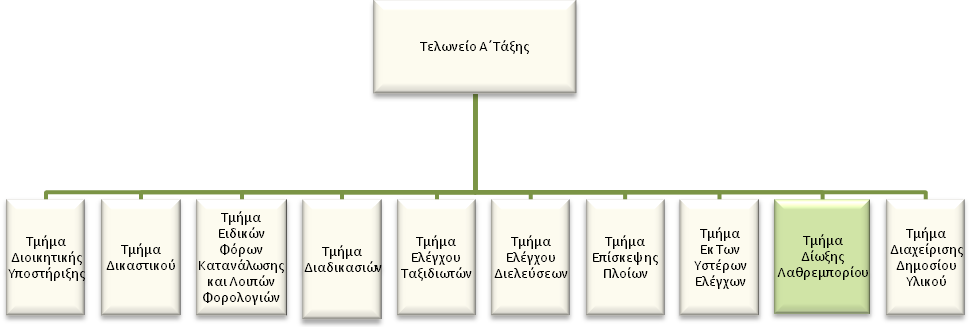 Τελωνείο Α΄Τάξης
Τμήμα
Διοικητικής
Υποστήριξης
Τμήμα
Δικαστικού
Τμήμα
Ειδικών
Φόρων
Κατανάλωσης
και Λοιπών
Φορολογιών
Τμήμα
Διαδικασιών
Τμήμα
Ελέγχου
Ταξιδιωτών
Τμήμα
Ελέγχου
Διελεύσεων
Τμήμα
Επίσκεψης
Πλοίων
Τμήμα
Εκ Των
Υστέρων
Ελέγχων
Τμήμα
Δίωξης
Λαθρεμπορίου
Τμήμα
Διαχείρισης
Δημοσίου
Υλικού